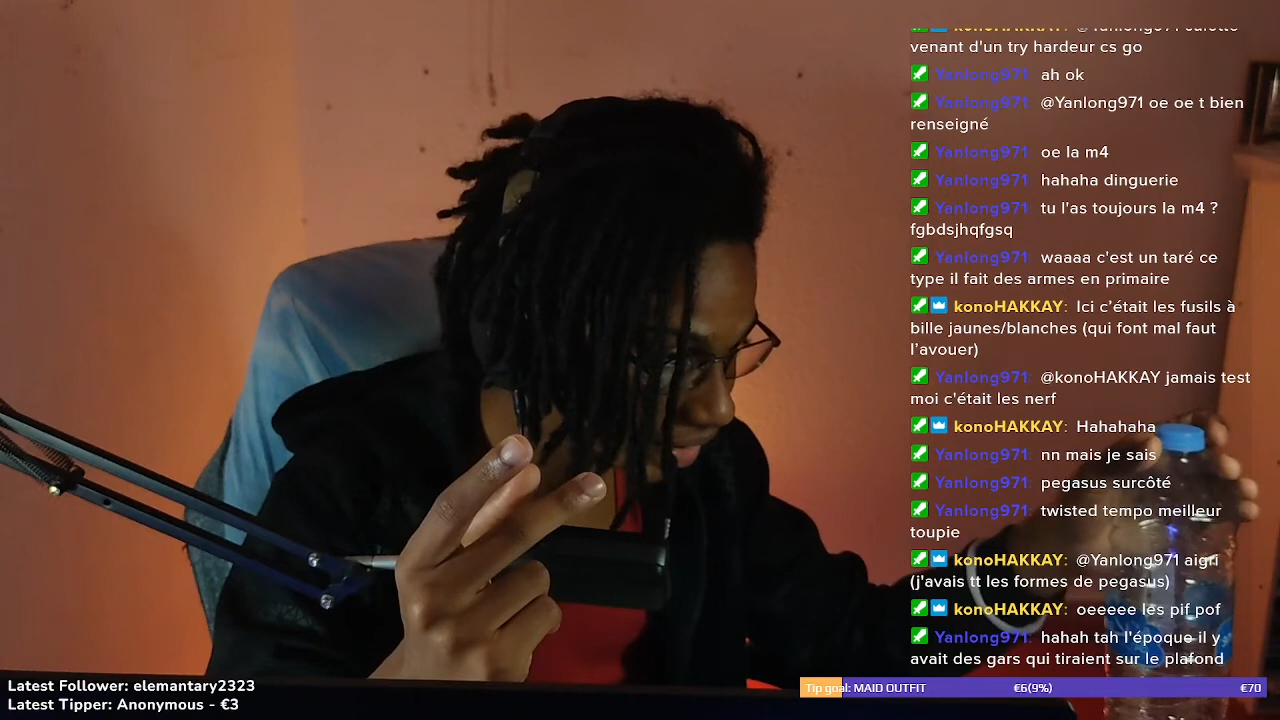 venant d'un try hardeur cs go
Yanlong971: ah ok
Yanlong971: @Yanlong971 oe oe t bien
renseigné
Yanlong971: oe la m4
Yanlong971: hahaha dinguerie
Yanlong971: tu l'as toujours la m4 ?
fgbdsjhqfgsq
Yanlong971: waaaa c'est un taré ce
type il fait des armes en primaire
konoHAKKAY: Ici c'était les fusils à
bille jaunes/blanches (qui font mal faut
l'avouer)
Yanlong971: @konoHAKKAY jamais test
moi c'était les nerf
konoHAKKAY: Hahahaha
Yanlong971: nn mais je sais
Yanlong971: pegasus surcôté
Yanlong971: twisted tempo meilleur
toupie
konoHAKKAY: @Yanlong971 aigri
(j'avais tt les formes de pegasus)
konoHAKKAY: oeeeee les pif pof
Yanlong971: hahah tah l'époque il y
avait des gars qui tiraient sur le plafond
Latest Follower: elemantary2323
Latest Tipper: Anonymous - €3
Tip goal: MAID OUTFIT €6(9%) €70